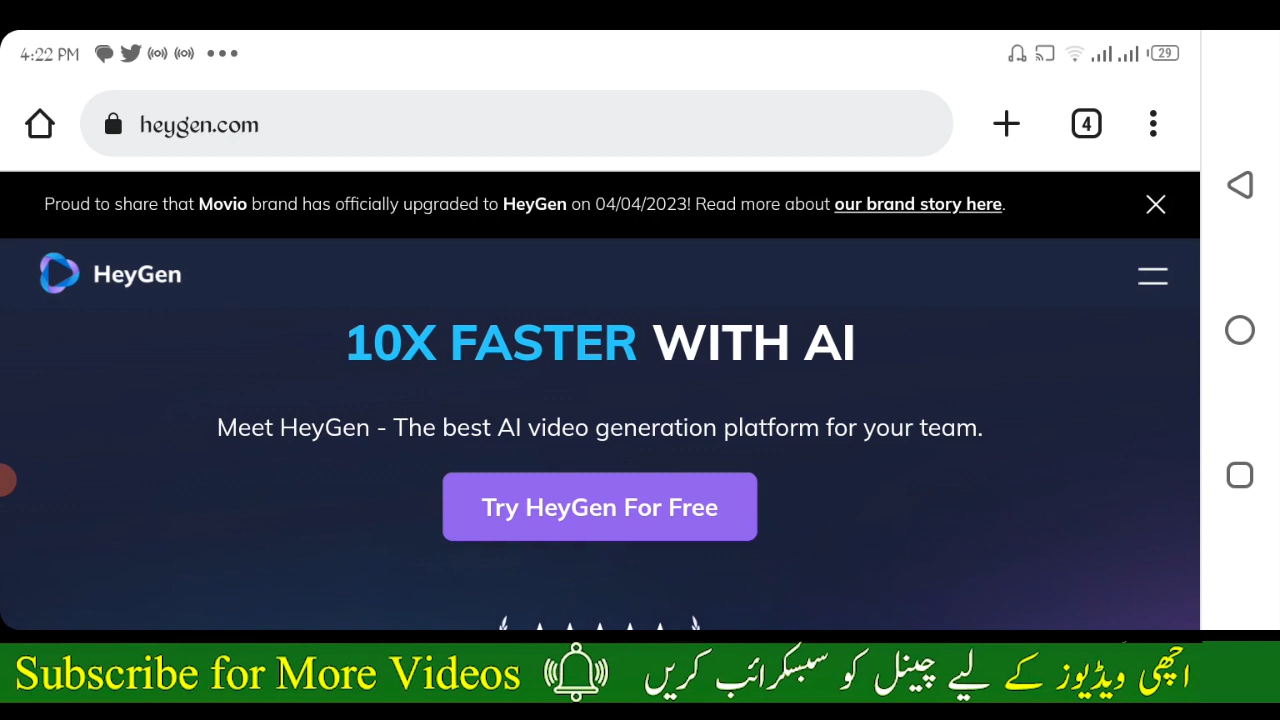 4:22 PM
29
heygen.com
4
Proud to share that Movio brand has officially upgraded to HeyGen on 04/04/2023! Read more about our brand story here.
HeyGen
10X FASTER WITH AI
Meet HeyGen - The best AI video generation platform for your team.
Try HeyGen For Free
Subscribe for More Videos
اچھی ویڈیوز کے لیے چینل کو سبسکرائب کریں